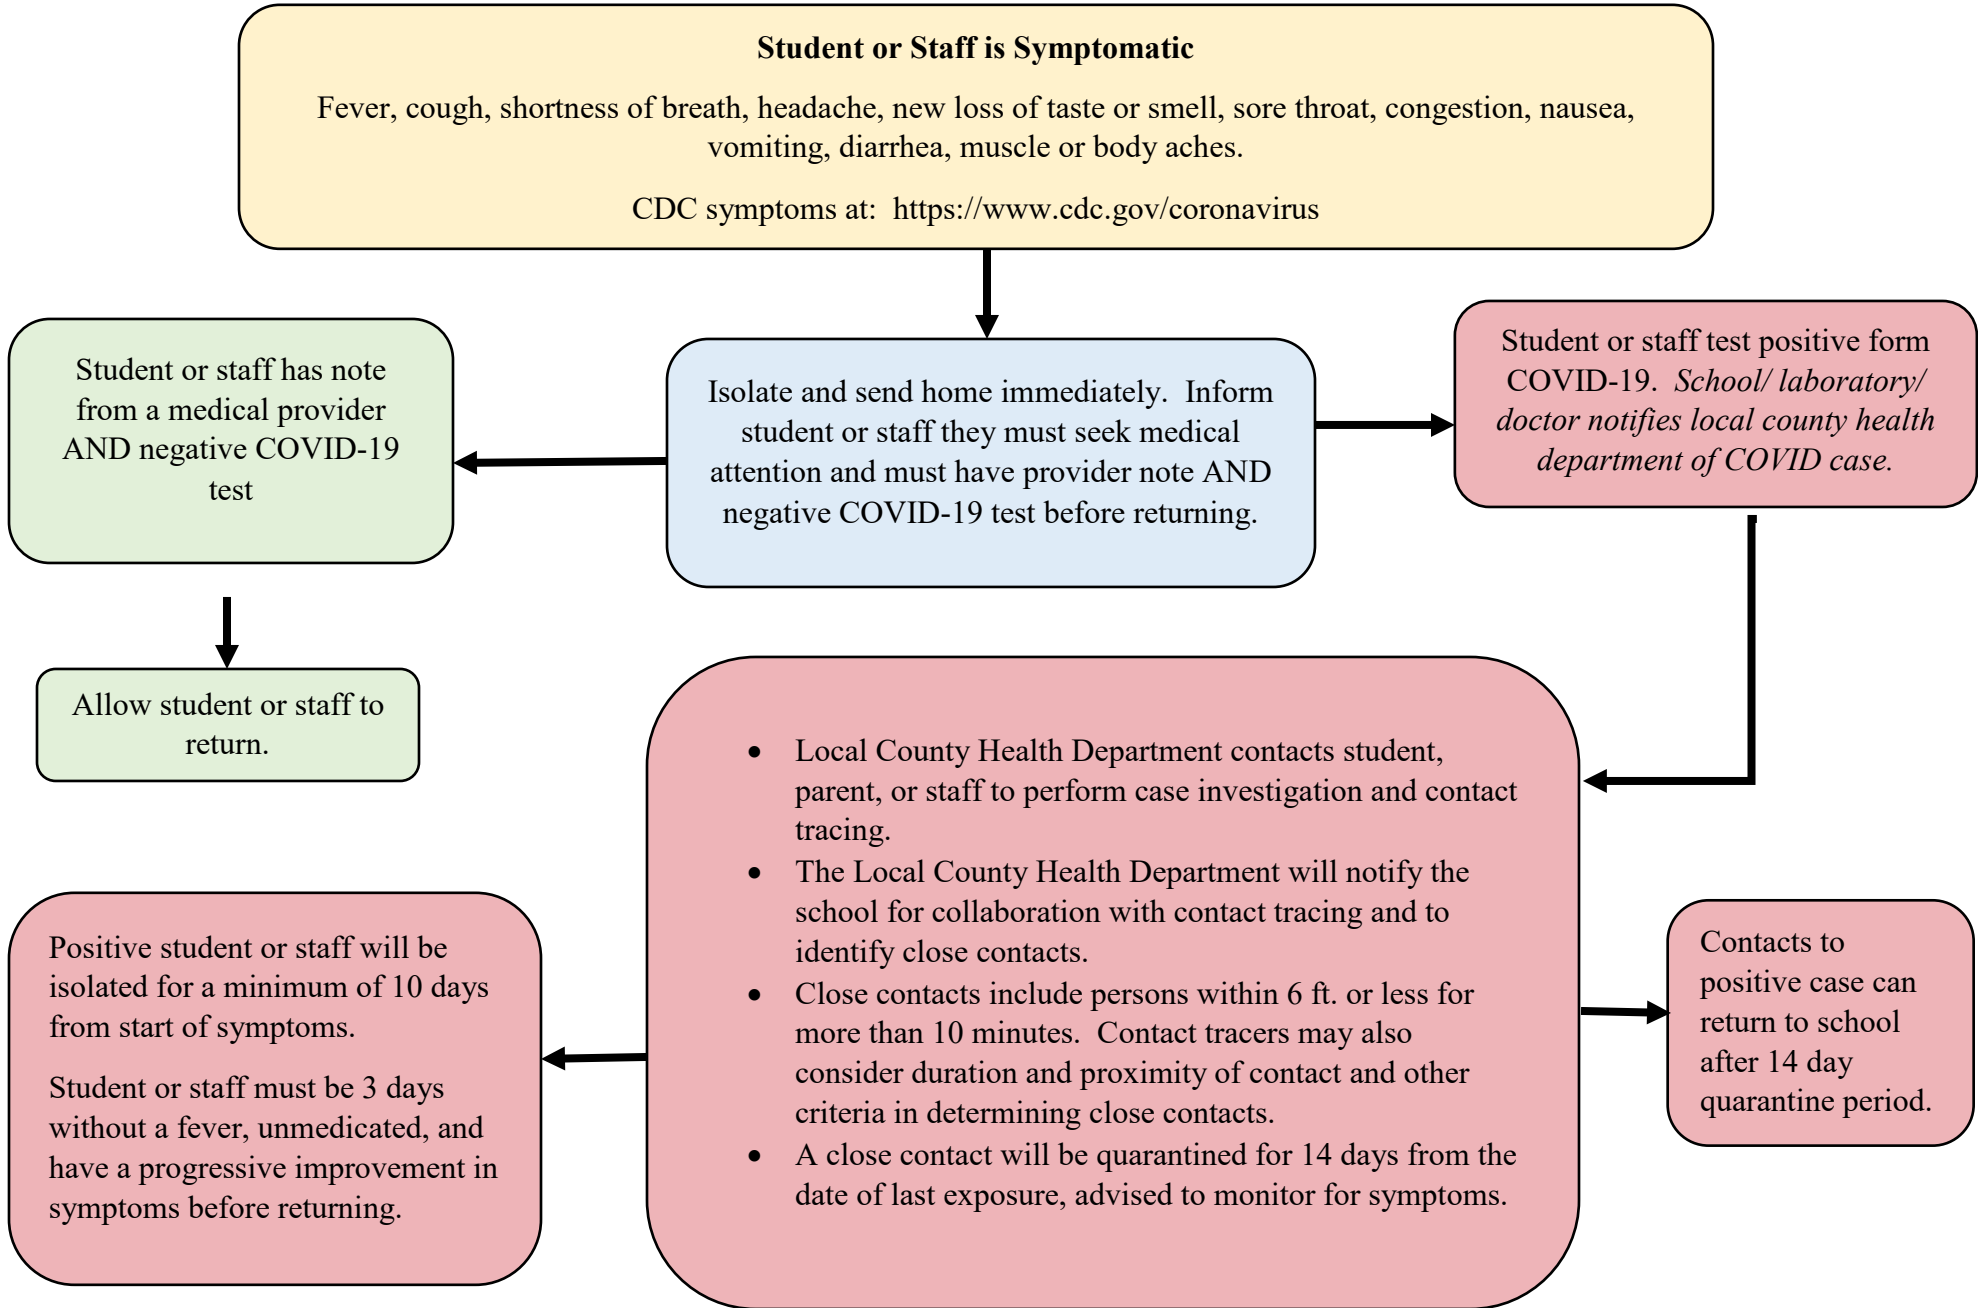 Student or Staff is Symptomatic
Fever, cough, shortness of breath, headache, new loss of taste or smell, sore throat, congestion, nausea,
vomiting, diarrhea, muscle or body aches.
CDC symptoms at:  https://www.cdc.gov/coronavirus
Student or staff has note
from a medical provider
AND negative COVID-19
test
Isolate and send home immediately.  Inform
student or staff they must seek medical
attention and must have provider note AND
negative COVID-19 test before returning.
Student or staff test positive form
COVID-19.  School/ laboratory/
doctor notifies local county health
department of COVID case.
Allow student or staff to
return.
• Local County Health Department contacts student,
parent, or staff to perform case investigation and contact
tracing.
• The Local County Health Department will notify the
school for collaboration with contact tracing and to
identify close contacts.
• Close contacts include persons within 6 ft. or less for
more than 10 minutes.  Contact tracers may also
consider duration and proximity of contact and other
criteria in determining close contacts.
• A close contact will be quarantined for 14 days from the
date of last exposure, advised to monitor for symptoms.
Positive student or staff will be
isolated for a minimum of 10 days
from start of symptoms.
Student or staff must be 3 days
without a fever, unmedicated, and
have a progressive improvement in
symptoms before returning.
Contacts to
positive case can
return to school
after 14 day
quarantine period.